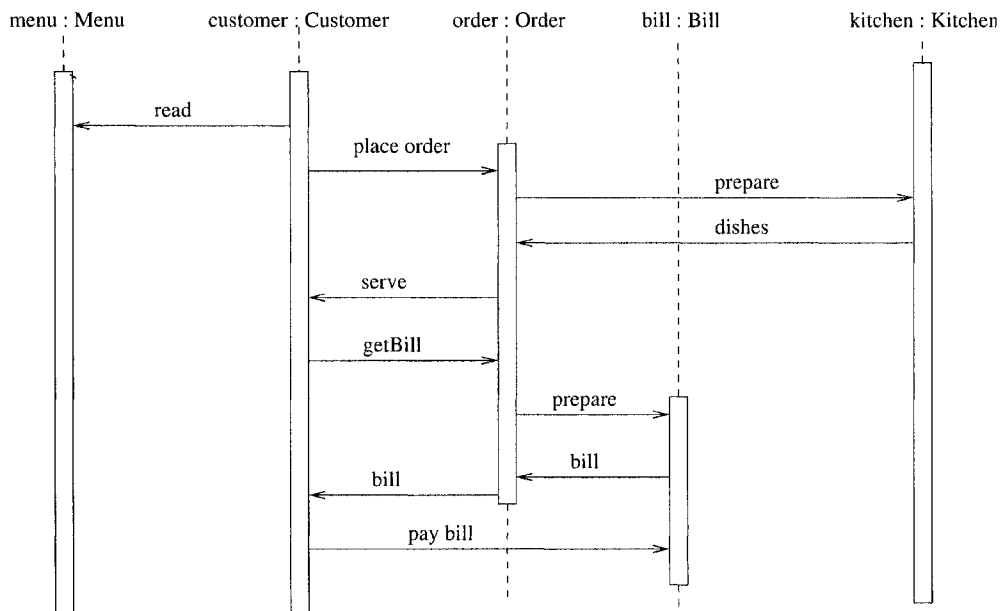 menu : Menu
customer : Customer
order : Order
bill : Bill
kitchen : Kitchen
read
place order
prepare
dishes
serve
getBill
prepare
bill
bill
pay bill